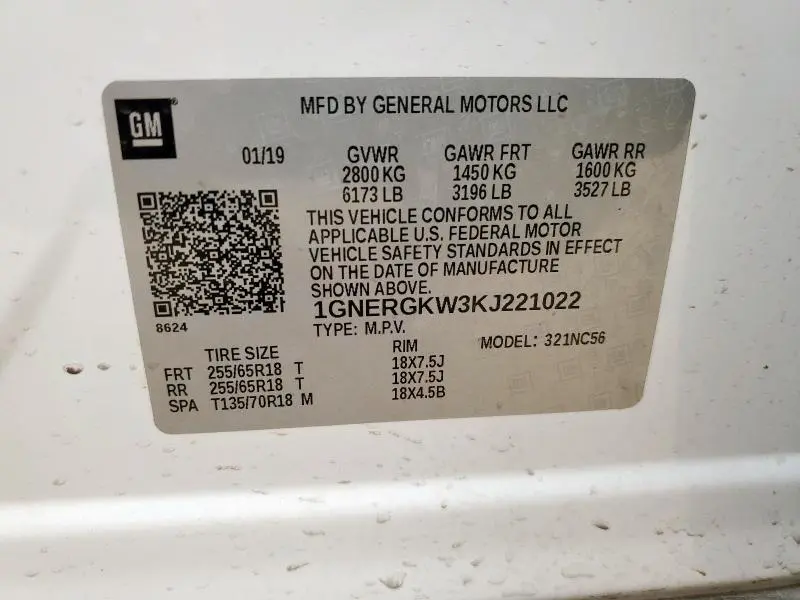 GM
MFD BY GENERAL MOTORS LLC
01/19 GVWR GAWR FRT GAWR RR
2800 KG 1450 KG 1600 KG
6173 LB 3196 LB 3527 LB
THIS VEHICLE CONFORMS TO ALL
APPLICABLE U.S. FEDERAL MOTOR
VEHICLE SAFETY STANDARDS IN EFFECT
ON THE DATE OF MANUFACTURE
SHOWN ABOVE.
1GNERGKW3KJ221022
8624
TYPE: M.P.V. MODEL: 321NC56
TIRE SIZE RIM
FRT 255/65R18 T 18X7.5J
RR 255/65R18 T 18X7.5J
SPA T135/70R18 M 18X4.5B